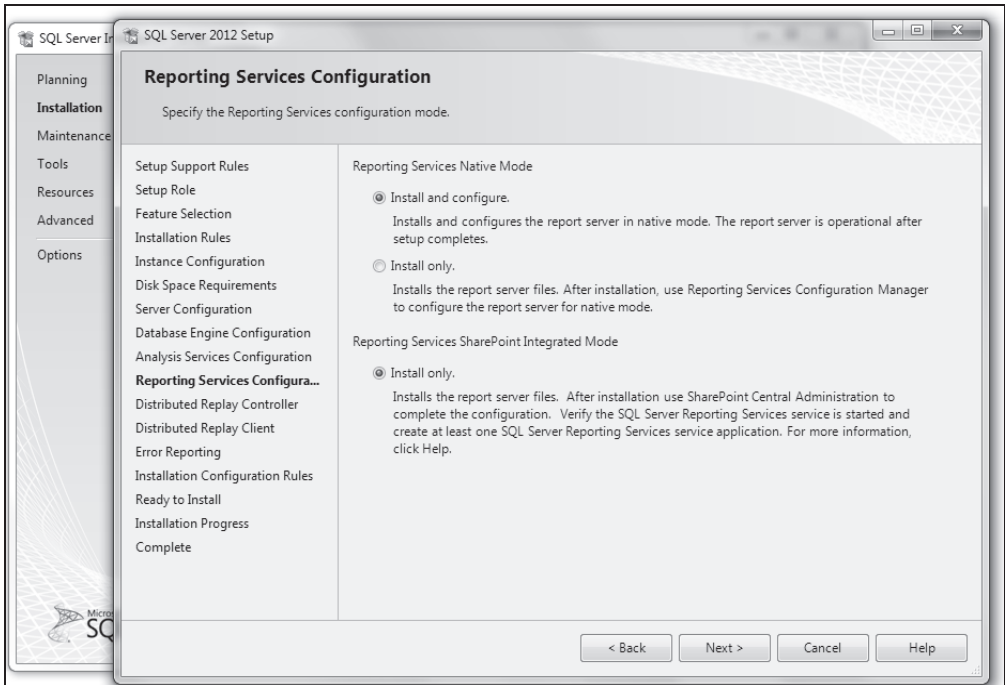 SQL Server 2012 Setup
Reporting Services Configuration
Specify the Reporting Services configuration mode.
SQL Server
Planning
Installation
Maintenance
Tools
Resources
Advanced
Options
Setup Support Rules
Setup Role
Feature Selection
Installation Rules
Instance Configuration
Disk Space Requirements
Server Configuration
Database Engine Configuration
Analysis Services Configuration
Reporting Services Configura...
Distributed Replay Controller
Distributed Replay Client
Error Reporting
Installation Configuration Rules
Ready to Install
Installation Progress
Complete
Reporting Services Native Mode
Install and configure.
Installs and configures the report server in native mode. The report server is operational after
setup completes.
Install only.
Installs the report server files. After installation, use Reporting Services Configuration Manager
to configure the report server for native mode.
Reporting Services SharePoint Integrated Mode
Install only.
Installs the report server files. After installation use SharePoint Central Administration to
complete the configuration. Verify the SQL Server Reporting Services service is started and
create at least one SQL Server Reporting Services service application. For more information,
click Help.
< Back
Next >
Cancel
Help